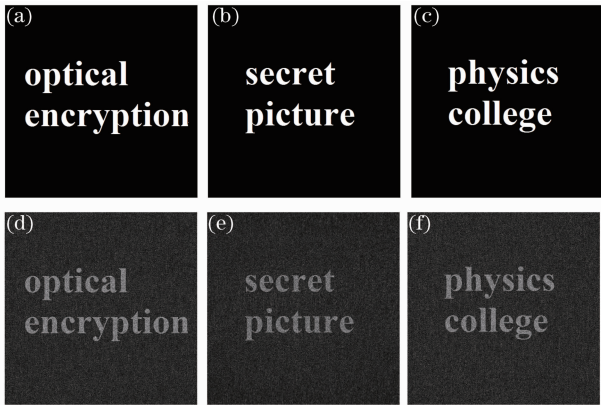 (a)
optical
encryption
(b)
secret
picture
(c)
physics
college
(d)
optical
encryption
(e)
secret
picture
(f)
physics
college